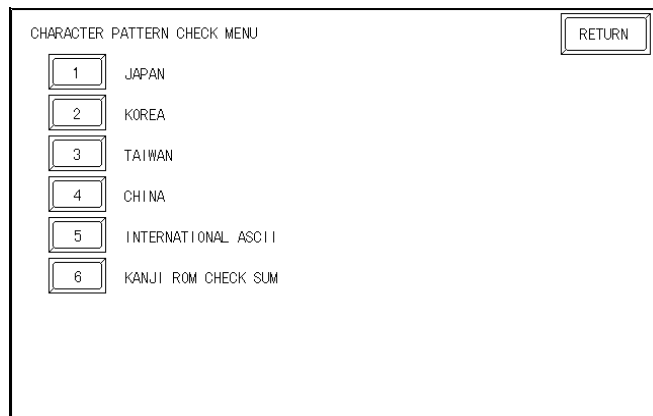 CHARACTER PATTERN CHECK MENU RETURN
1 JAPAN
2 KOREA
3 TAIWAN
4 CHINA
5 INTERNATIONAL ASCII
6 KANJI ROM CHECK SUM